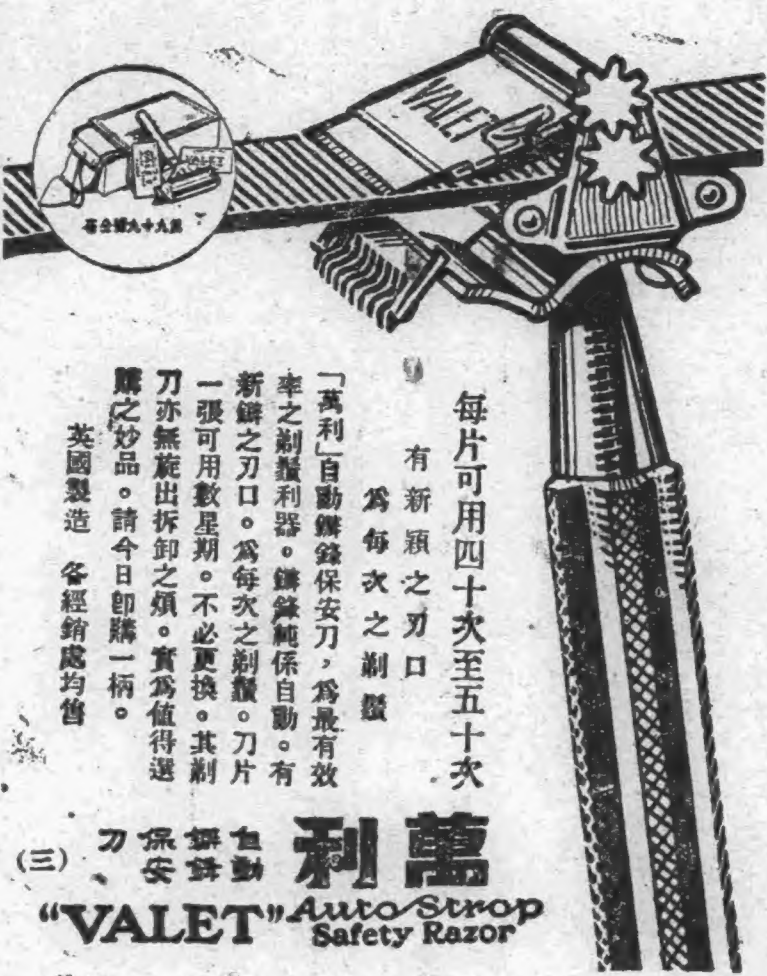 VALET
VALET
每片可用四十次至五十次
有新穎之刃口
爲每次之剃鬚
「萬利」自動鐾鋒保安刀，爲最有效
率之剃鬚利器。鐾鋒純係自動。有
新鐾之刃口。爲每次之剃鬚。刀片
一張可用數星期。不必更換。其剃
刀亦無旋出拆卸之煩。實爲值得選
購之妙品。請今日卽購一柄。
英國製造 各經銷處均售
萬利
自動
鐾鋒
保安
刀
(三)
"VALET" Auto Strop
Safety Razor